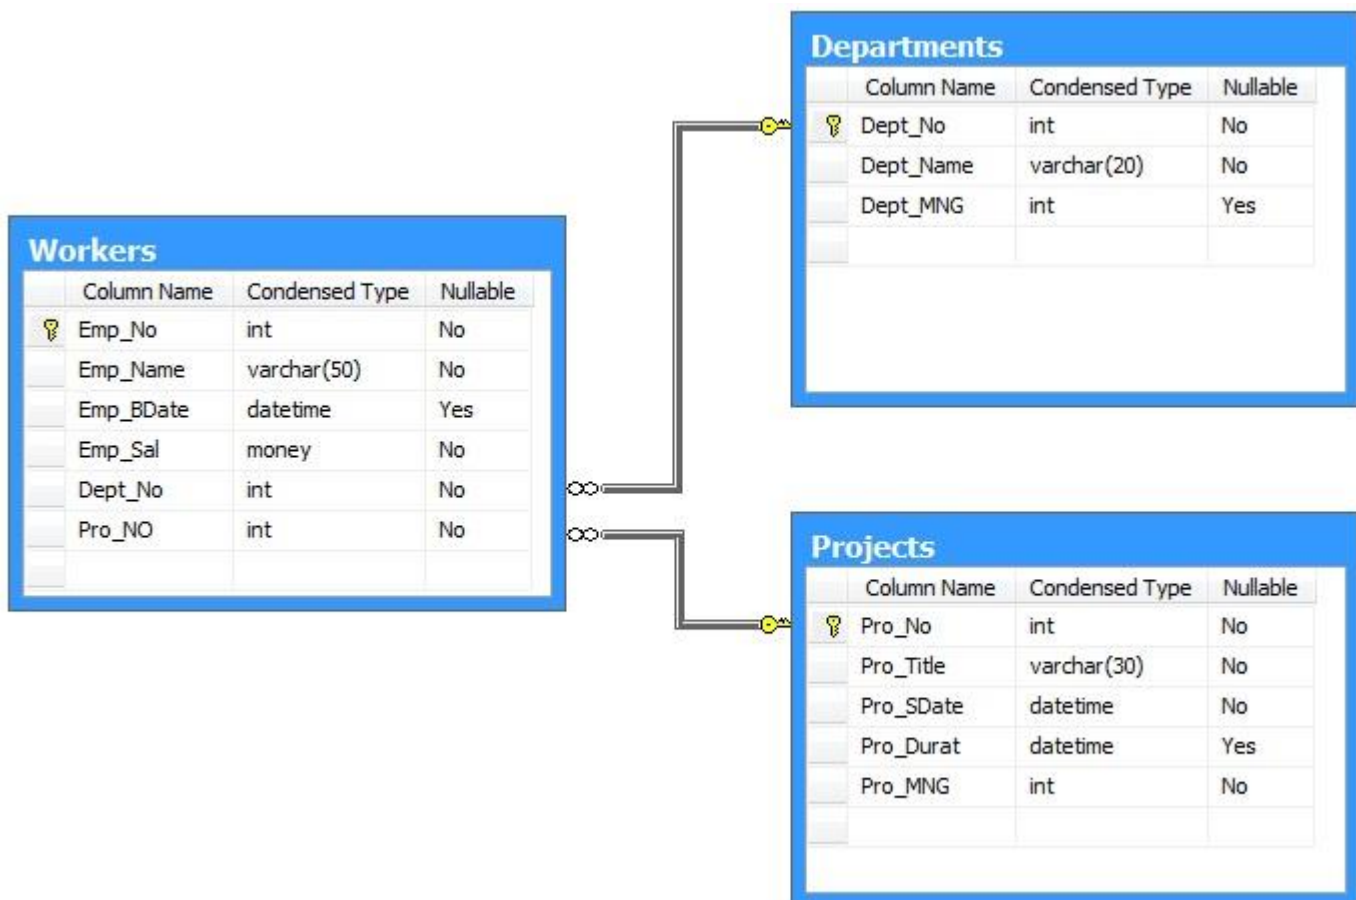 Departments
Column Name Condensed Type Nullable
Dept_No int No
Dept_Name varchar(20) No
Dept_MNG int Yes
Workers
Column Name Condensed Type Nullable
Emp_No int No
Emp_Name varchar(50) No
Emp_BDate datetime Yes
Emp_Sal money No
Dept_No int No
Pro_NO int No
Projects
Column Name Condensed Type Nullable
Pro_No int No
Pro_Title varchar(30) No
Pro_SDate datetime No
Pro_Durat datetime Yes
Pro_MNG int No